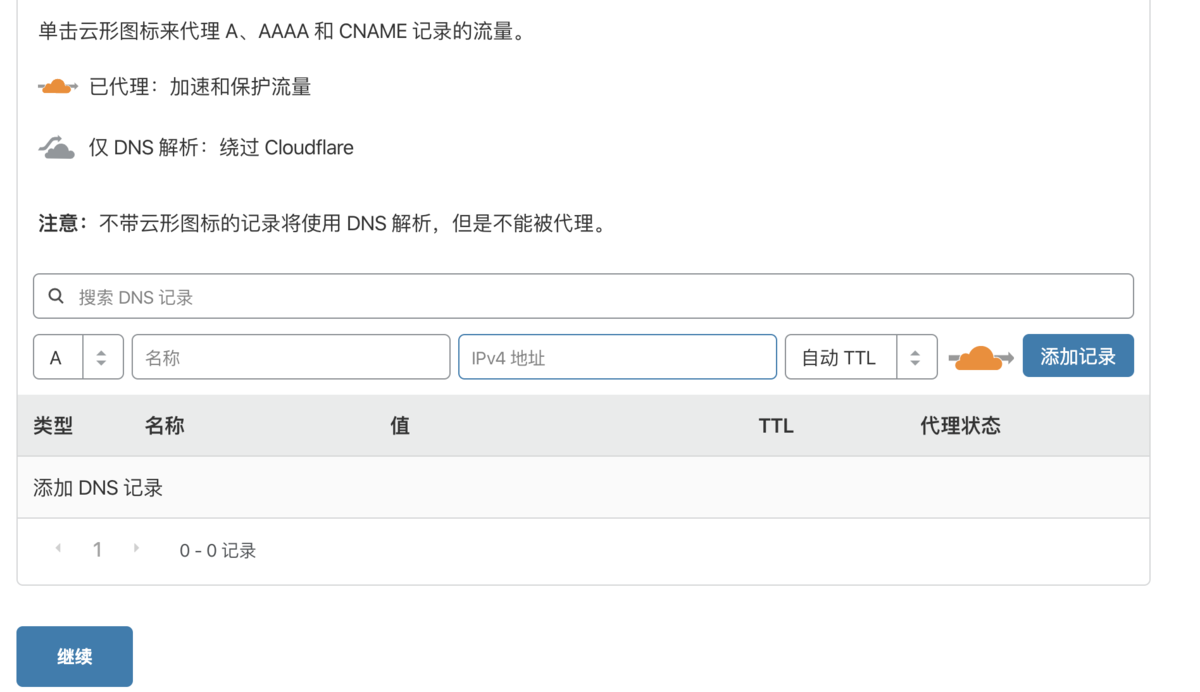 单击云形图标来代理 A、AAAA 和 CNAME 记录的流量。
已代理：加速和保护流量
仅 DNS 解析：绕过 Cloudflare
注意：不带云形图标的记录将使用 DNS 解析，但是不能被代理。
搜索 DNS 记录
A 名称 IPv4 地址 自动 TTL 添加记录
类型 名称 值 TTL 代理状态
添加 DNS 记录
1 0 - 0 记录
继续